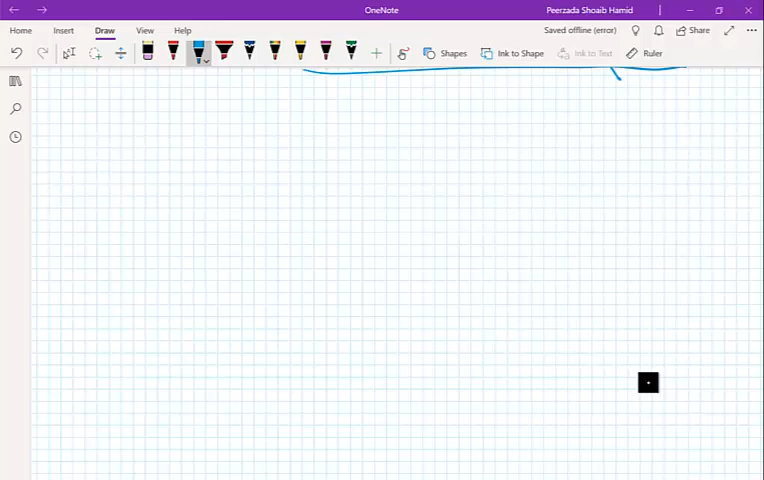 OneNote
Peerzada Shoaib Hamid
Home Insert Draw View Help
Saved offline (error)
Share
Shapes
Ink to Shape
Ink to Text
Ruler